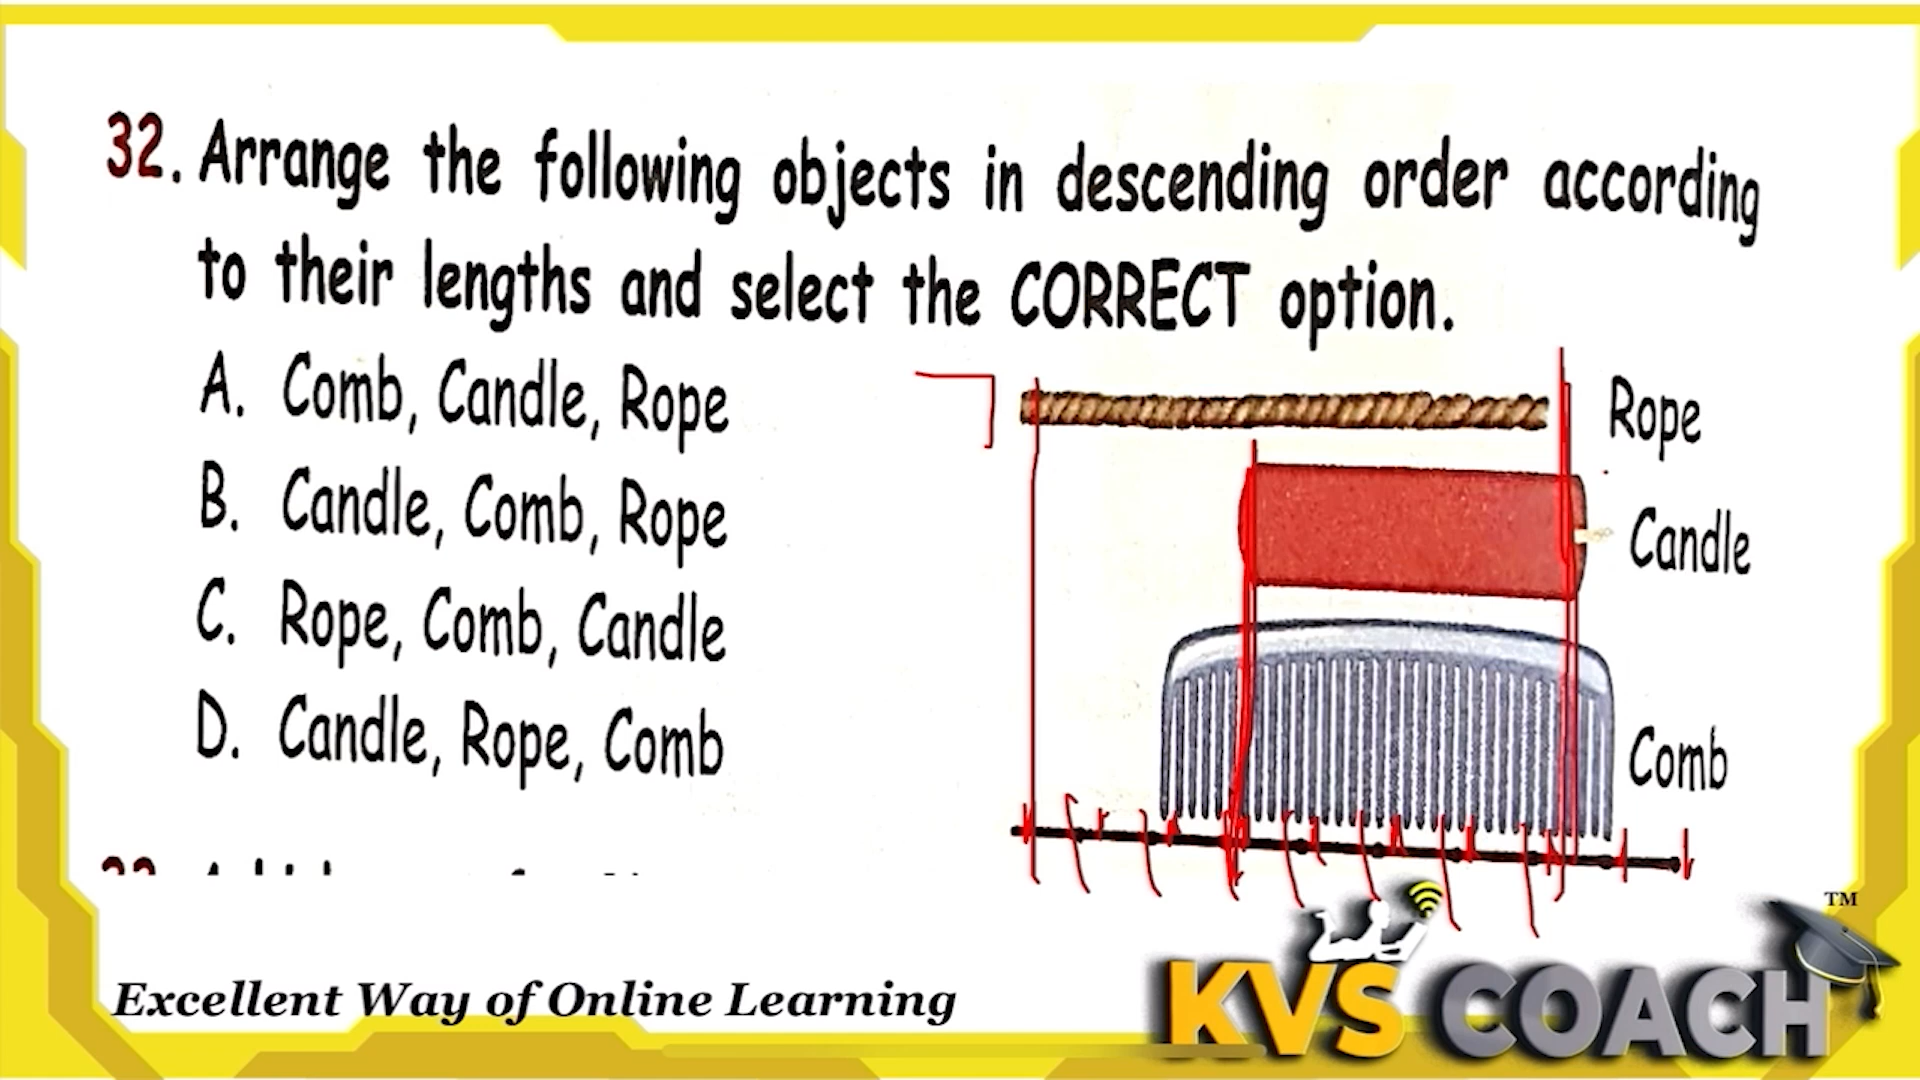 32. Arrange the following objects in descending order according
to their lengths and select the CORRECT option.
A. Comb, Candle, Rope
B. Candle, Comb, Rope
C. Rope, Comb, Candle
D. Candle, Rope, Comb
Rope
Candle
Comb
Excellent Way of Online Learning
KVS COACH
TM